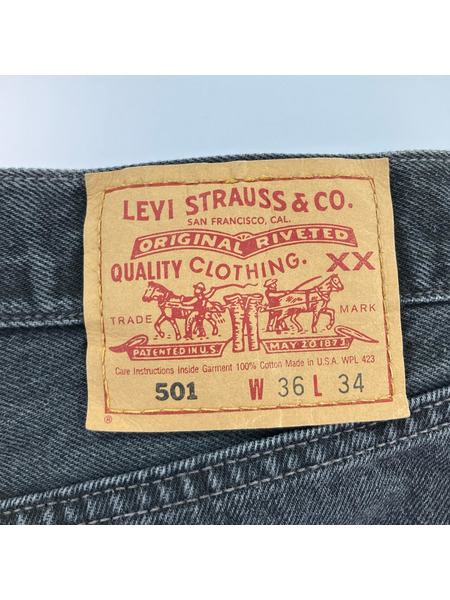 LEVI STRAUSS & CO.
SAN FRANCISCO, CAL.
ORIGINAL RIVETED
QUALITY CLOTHING. XX
TRADE MARK
PATENTED IN U.S. MAY 20 1873
Care Instructions Inside Garment 100% Cotton Made in U.S.A. WPL 423
501 W 36 L 34
®